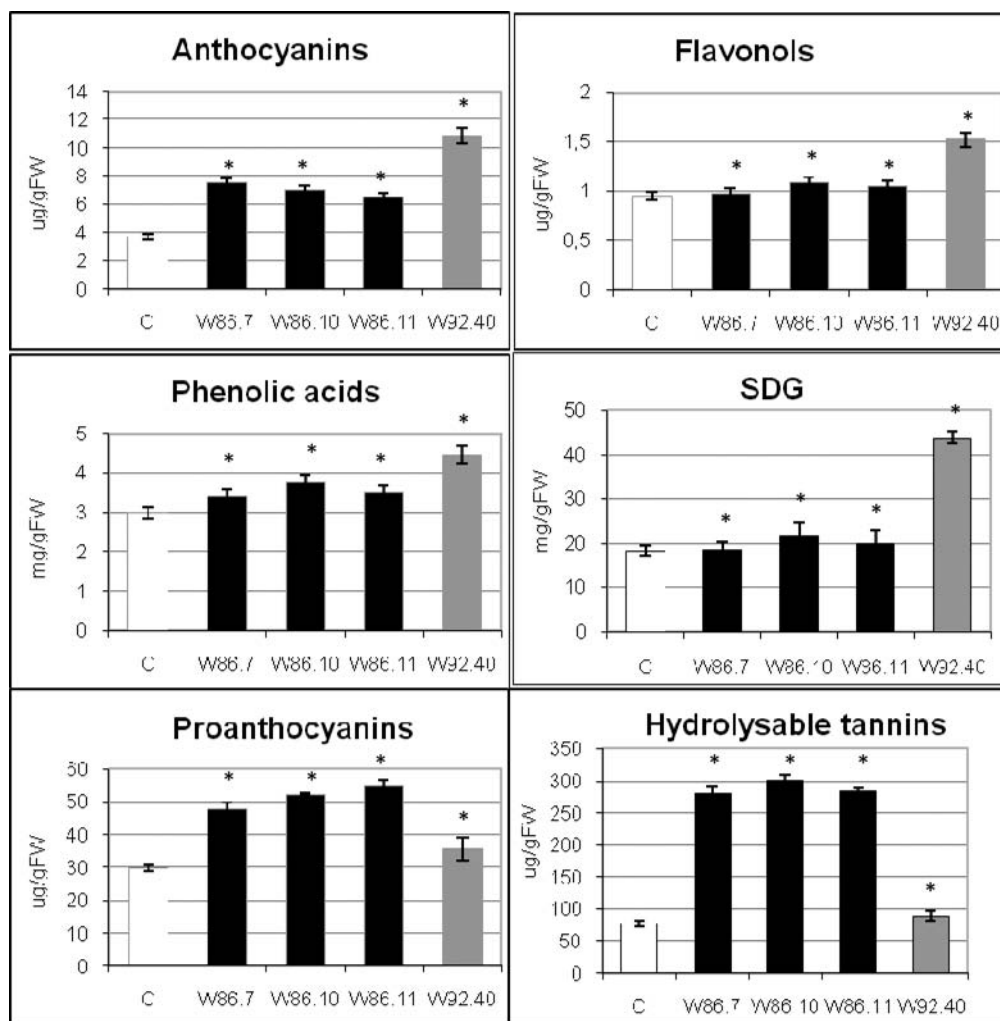 Anthocyanins
ug/gFW
14
12
10
8
6
4
2
0
* * * *
C W86.7 W86.10 W86.11 W92.40
Flavonols
ug/gFW
2
1,5
1
0,5
0
* * * *
C W86.7 W86.10 W86.11 W92.40
Phenolic acids
mg/gFW
5
4
3
2
1
0
* * * *
C W86.7 W86.10 W86.11 W92.40
SDG
mg/gFW
50
40
30
20
10
0
* * * *
C W86.7 W86.10 W86.11 W92.40
Proanthocyanins
ug/gFW
60
50
40
30
20
10
0
* * * *
C W86.7 W86.10 W86.11 W92.40
Hydrolysable tannins
ug/gFW
350
300
250
200
150
100
50
0
* * * *
C W86.7 W86 10 W86.11 W92.40